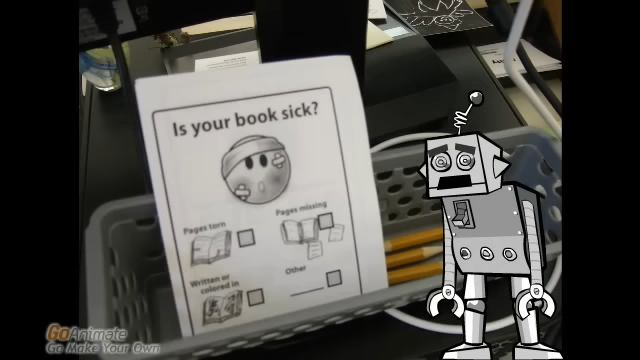 Is your book sick?
Pages torn
Pages missing
Written or
colored in
Other
GoAnimate
Go Make Your Own